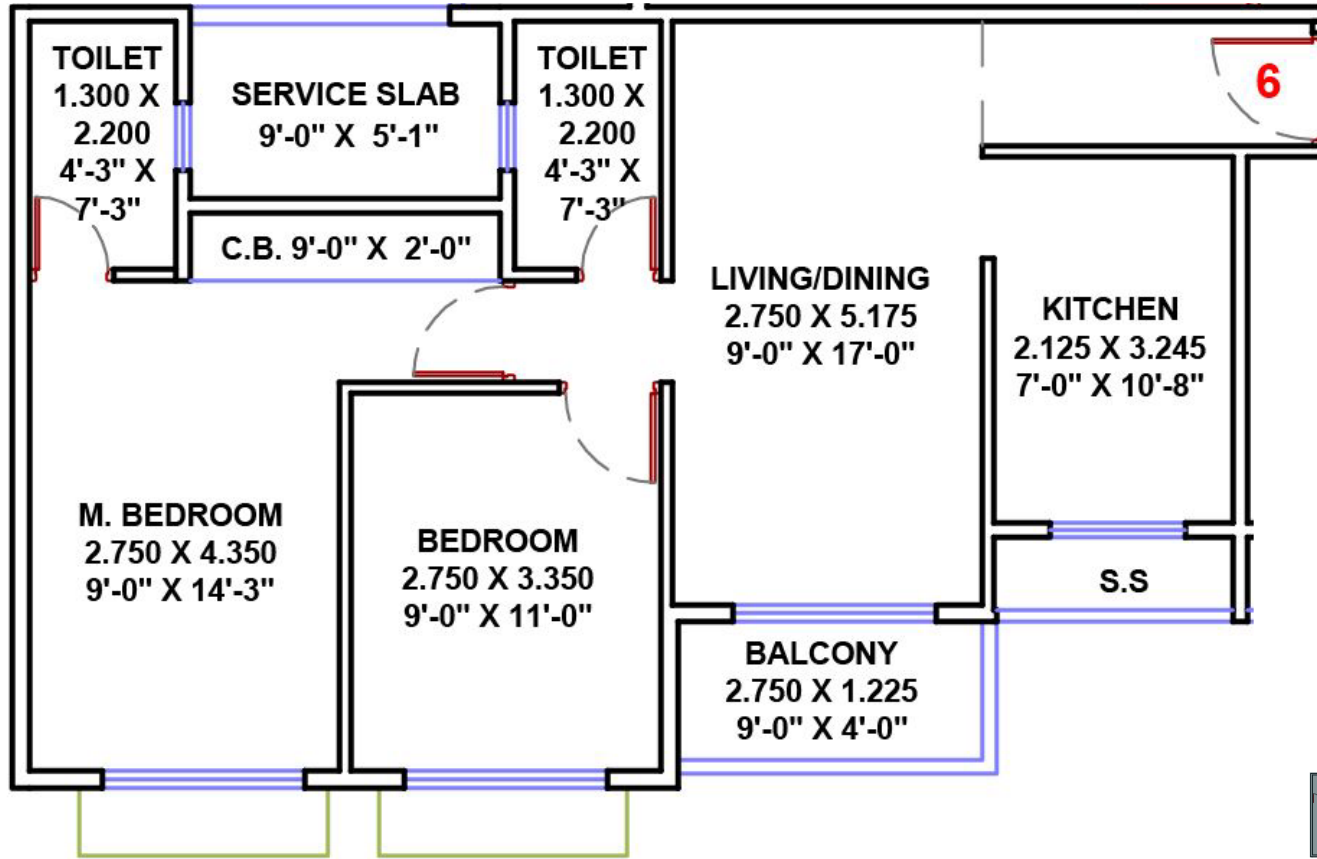 TOILET
1.300 X
2.200
4'-3" X
7'-3"
SERVICE SLAB
9'-0" X 5'-1"
TOILET
1.300 X
2.200
4'-3" X
7'-3"
6
C.B. 9'-0" X 2'-0"
LIVING/DINING
2.750 X 5.175
9'-0" X 17'-0"
KITCHEN
2.125 X 3.245
7'-0" X 10'-8"
M. BEDROOM
2.750 X 4.350
9'-0" X 14'-3"
BEDROOM
2.750 X 3.350
9'-0" X 11'-0"
S.S
BALCONY
2.750 X 1.225
9'-0" X 4'-0"